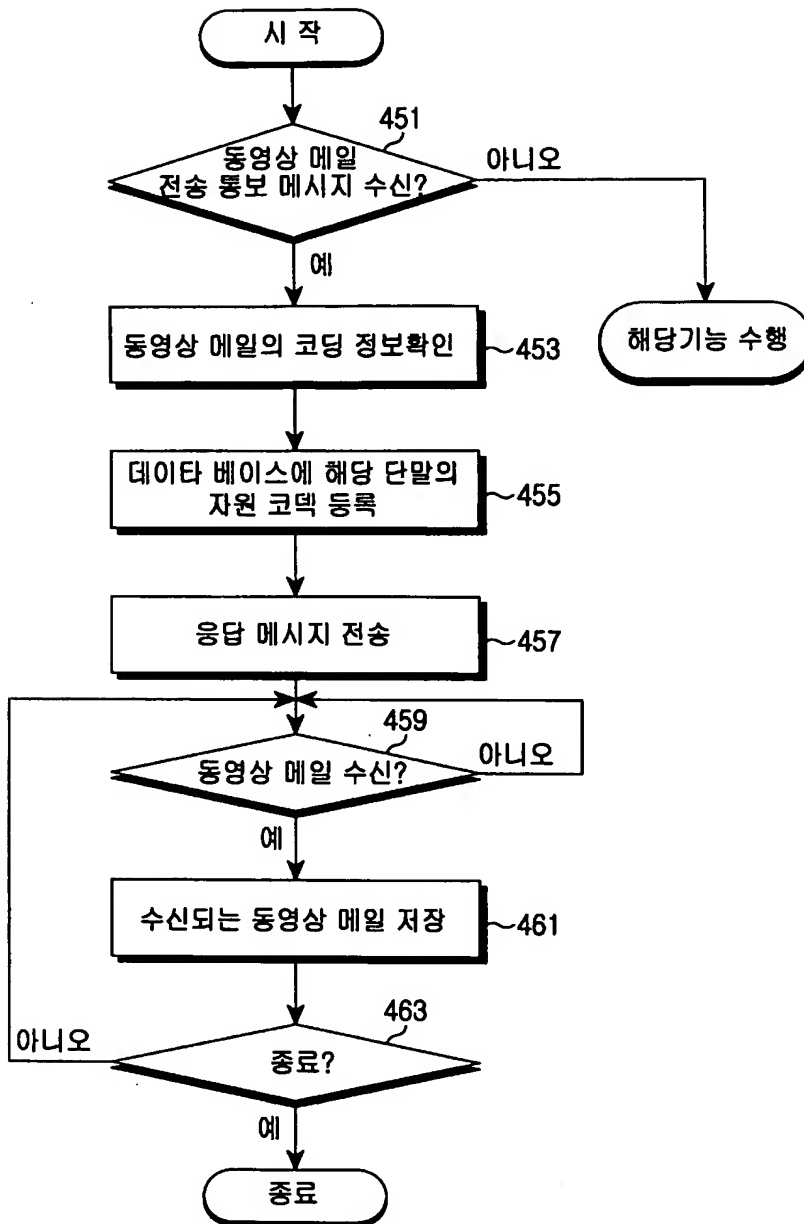 시 작
451
동영상 메일
전송 통보 메시지 수신?
아니오
예
동영상 메일의 코딩 정보확인
453
해당기능 수행
데이타 베이스에 해당 단말의
자원 코덱 등록
455
응답 메시지 전송
457
459
동영상 메일 수신?
아니오
예
수신되는 동영상 메일 저장
461
463
아니오
종료?
예
종료